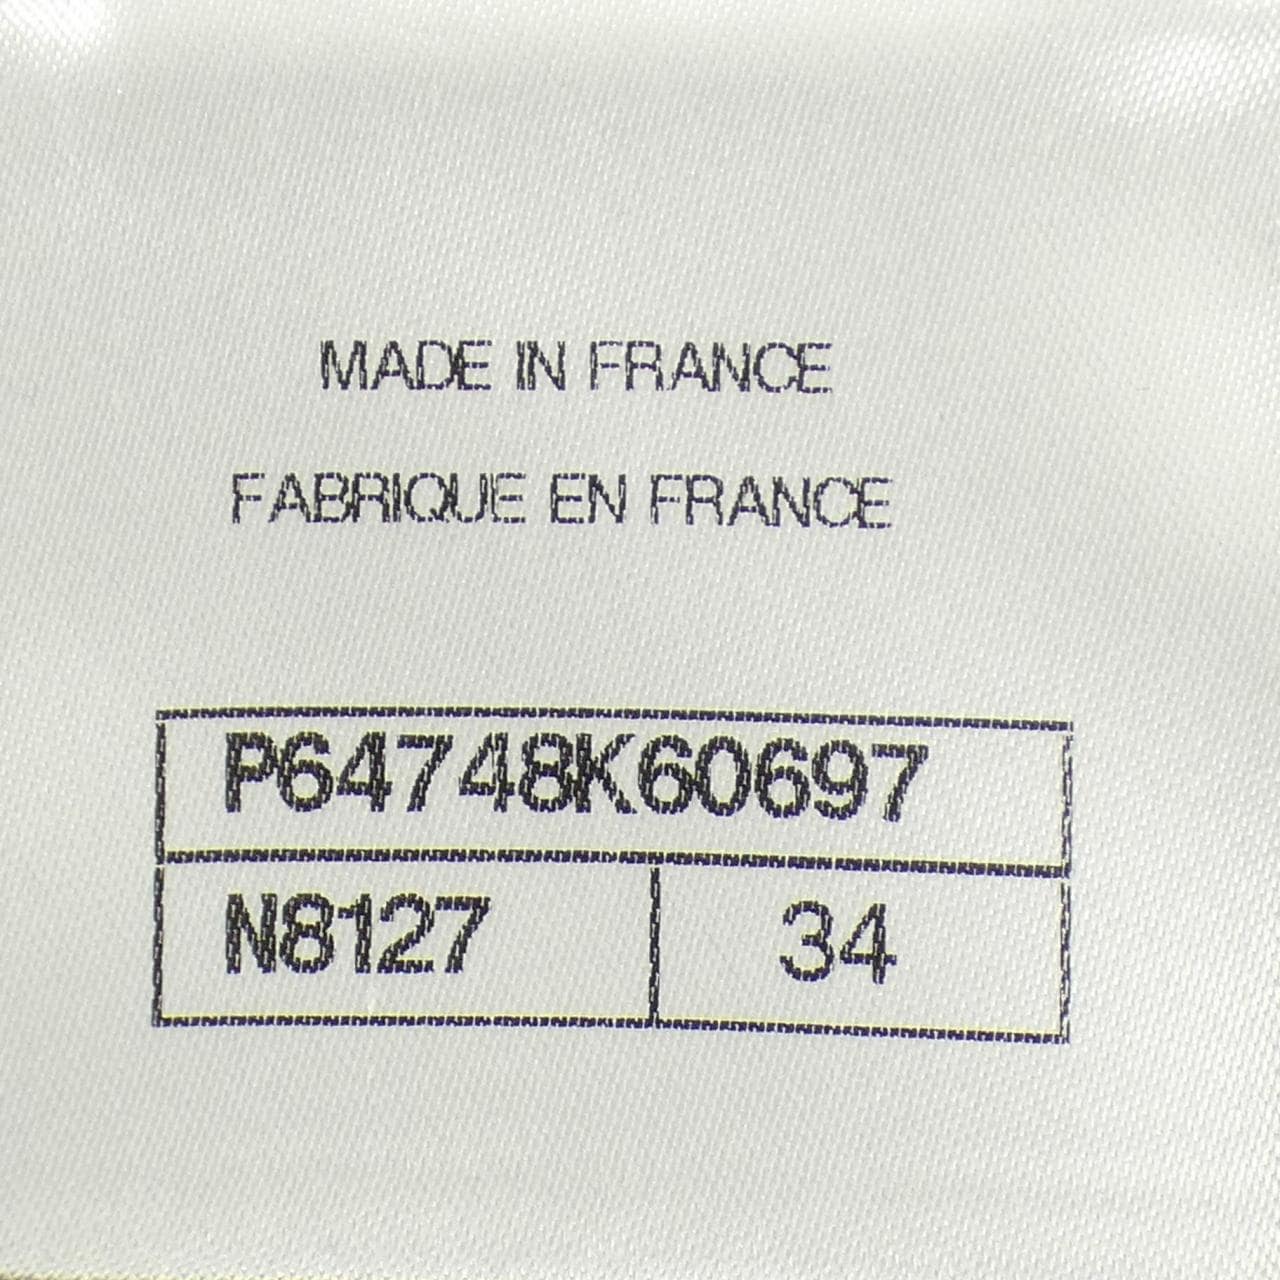 MADE IN FRANCE
FABRIQUE EN FRANCE
P64748K60697
N8127 34